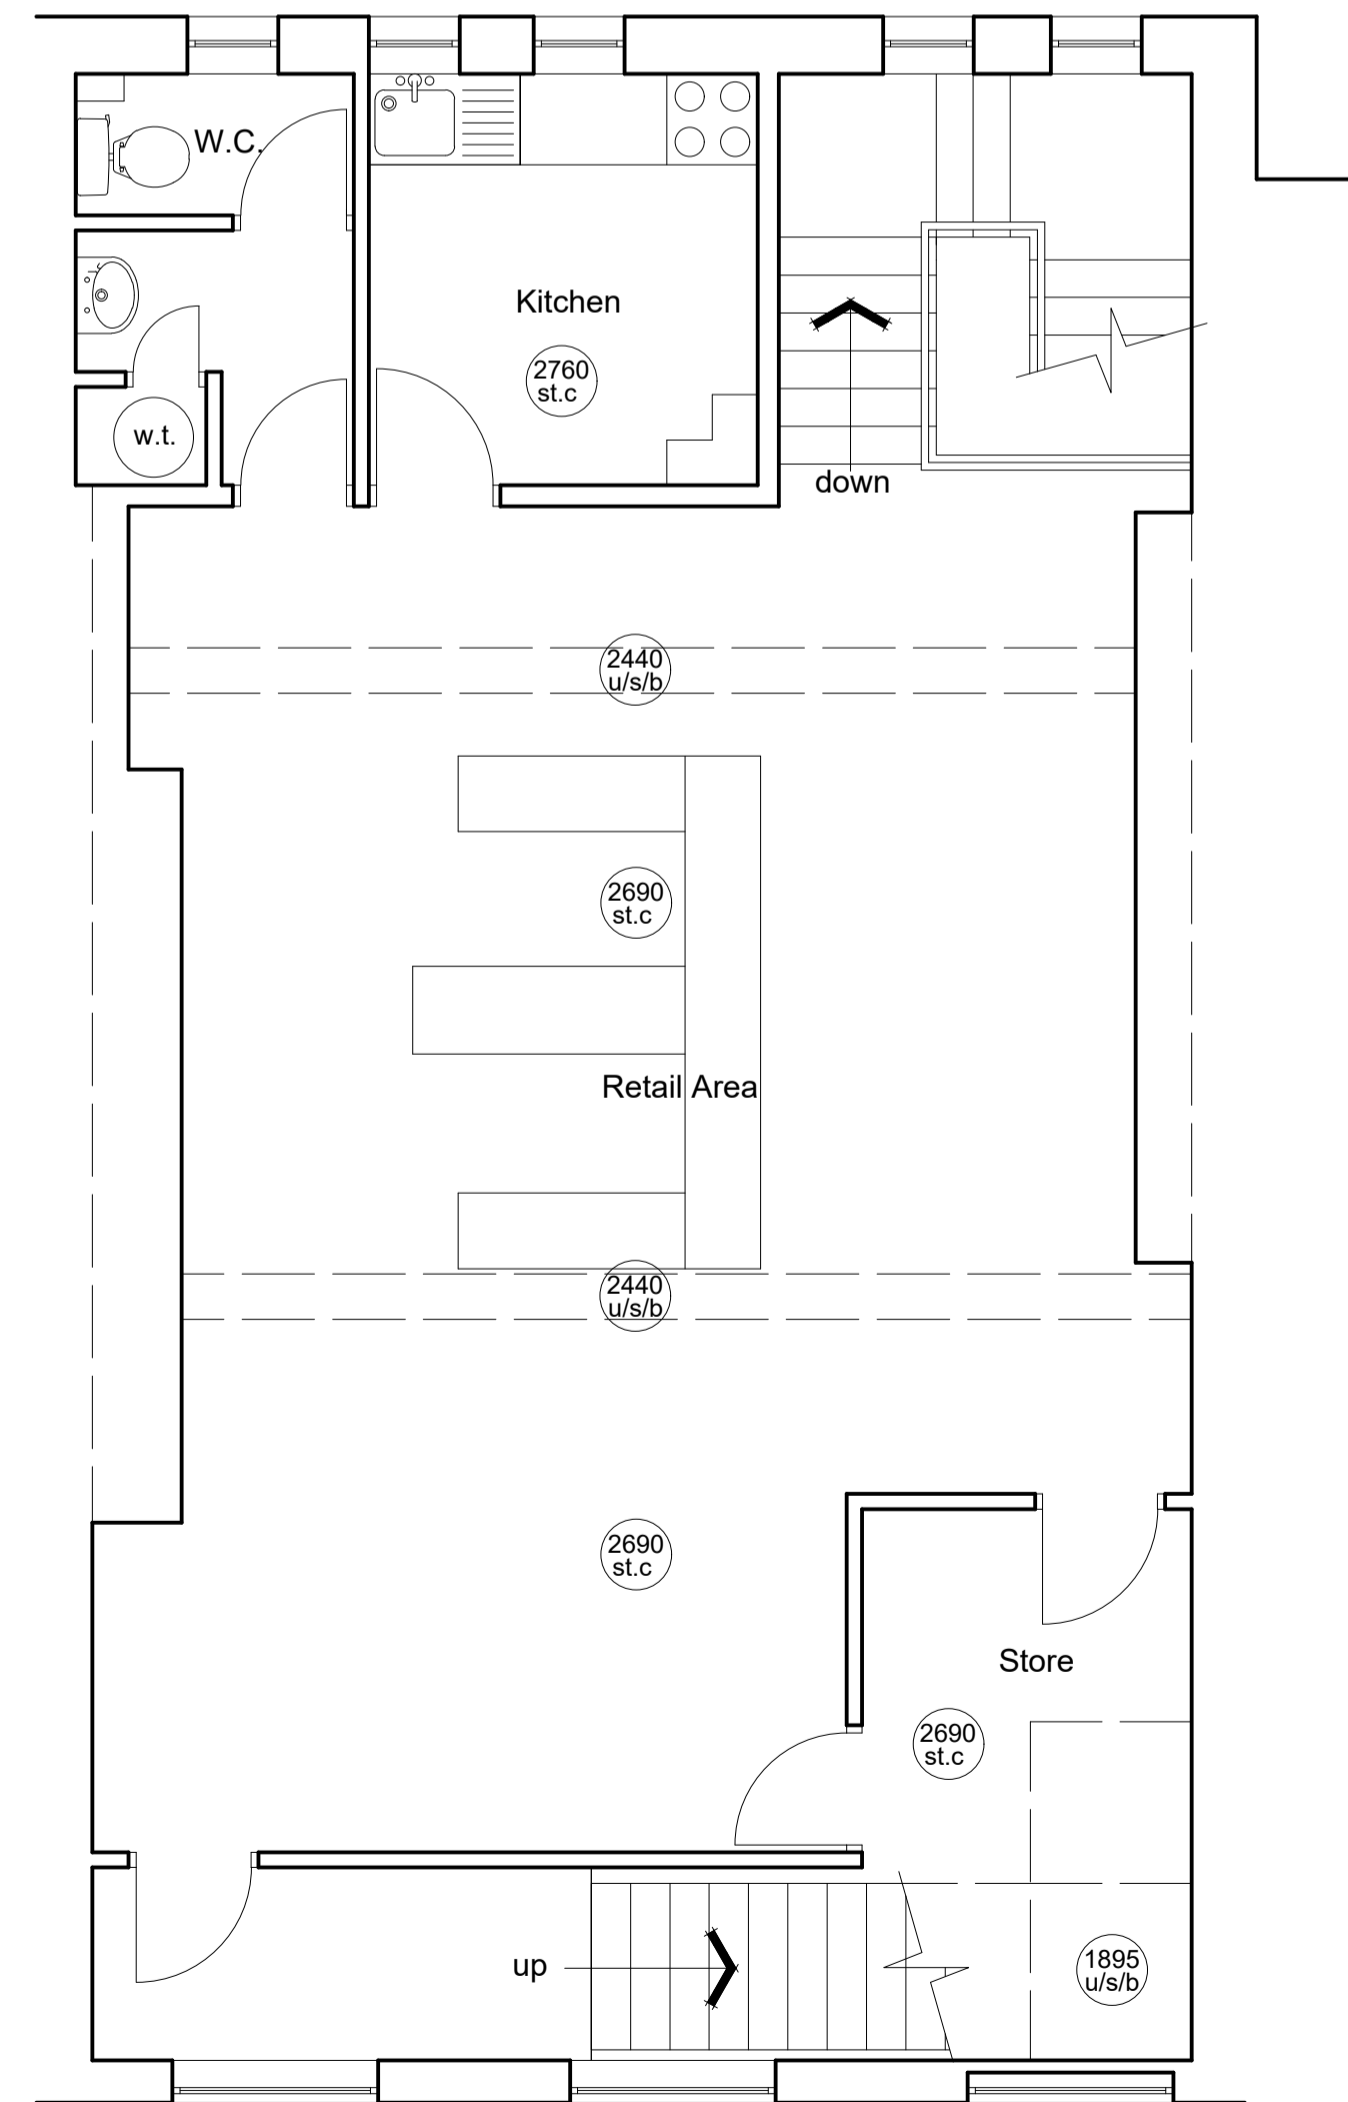 W.C.
Kitchen
2760
st.c
w.t.
down
2440
u/s/b
2690
st.c
Retail Area
2440
u/s/b
2690
st.c
Store
2690
st.c
up
1895
u/s/b